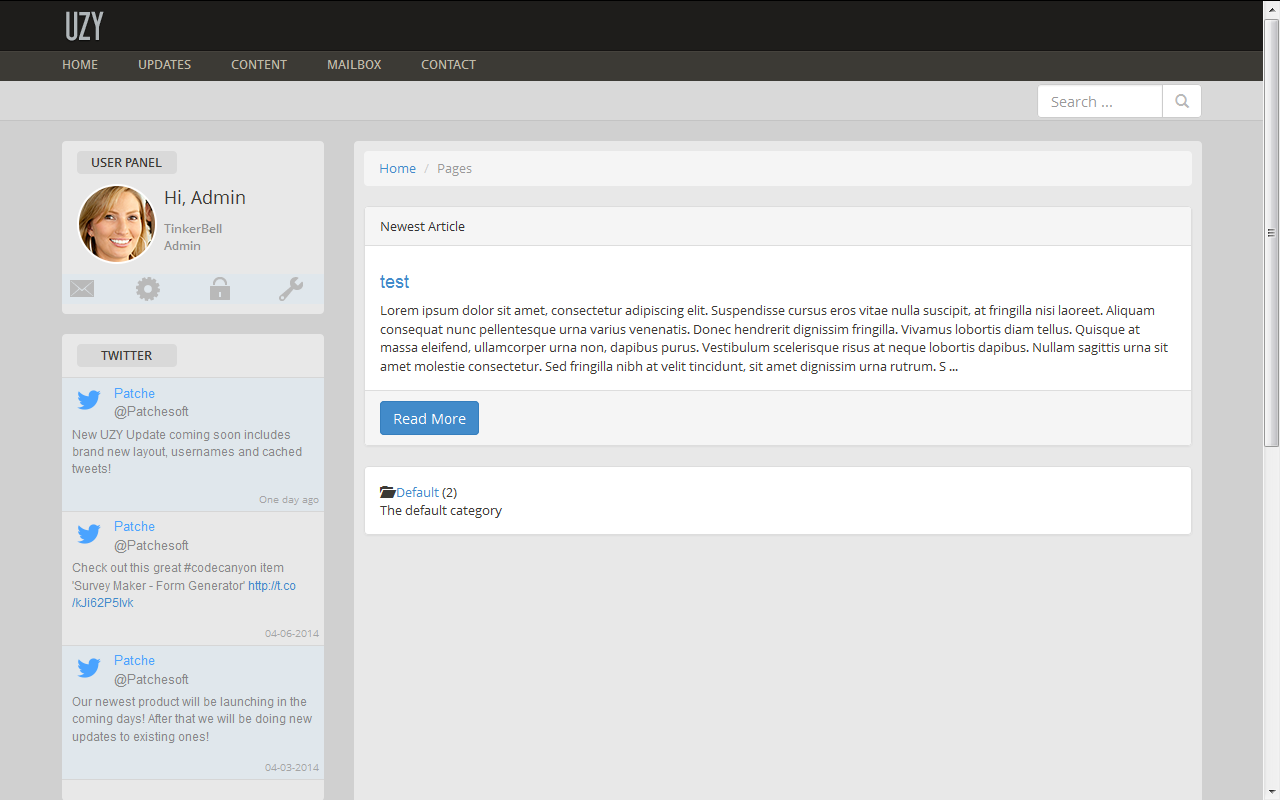 UZY
HOME UPDATES CONTENT MAILBOX CONTACT
Search ...
USER PANEL
Hi, Admin
TinkerBell
Admin
TWITTER
Patche
@Patchesoft
New UZY Update coming soon includes
brand new layout, usernames and cached
tweets!
One day ago
Patche
@Patchesoft
Check out this great #codecanyon item
'Survey Maker - Form Generator' http://t.co
/kJi62P5lvk
04-06-2014
Patche
@Patchesoft
Our newest product will be launching in the
coming days! After that we will be doing new
updates to existing ones!
04-03-2014
Home / Pages
Newest Article
test
Lorem ipsum dolor sit amet, consectetur adipiscing elit. Suspendisse cursus eros vitae nulla suscipit, at fringilla nisi laoreet. Aliquam
consequat nunc pellentesque urna varius venenatis. Donec hendrerit dignissim fringilla. Vivamus lobortis diam tellus. Quisque at
massa eleifend, ullamcorper urna non, dapibus purus. Vestibulum scelerisque risus at neque lobortis dapibus. Nullam sagittis urna sit
amet molestie consectetur. Sed fringilla nibh at velit tincidunt, sit amet dignissim urna rutrum. S ...
Read More
Default (2)
The default category